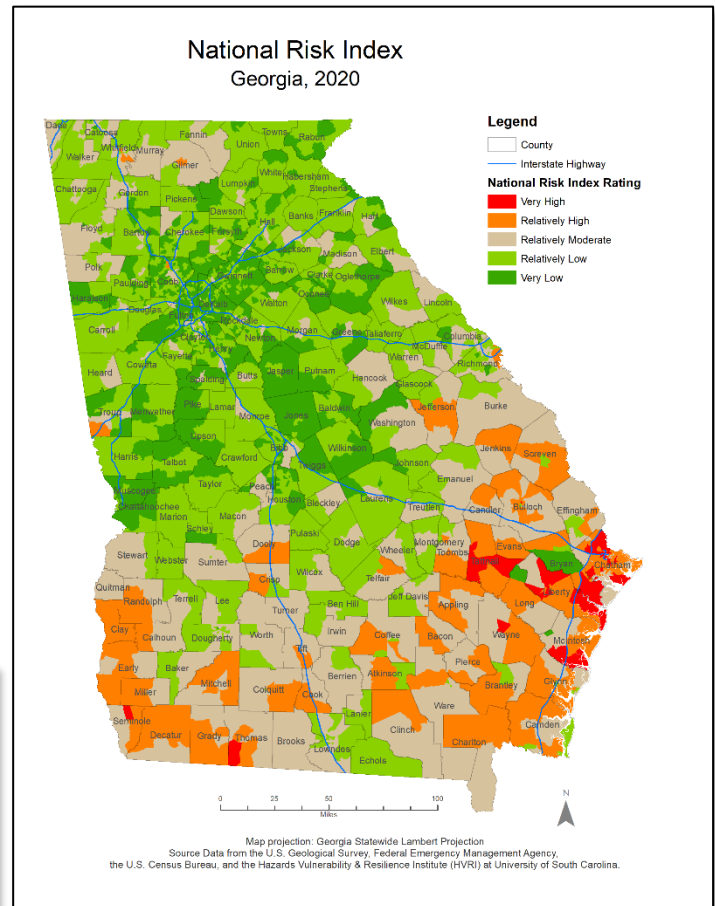 National Risk Index
Georgia, 2020
Legend
County
Interstate Highway
National Risk Index Rating
Very High
Relatively High
Relatively Moderate
Relatively Low
Very Low
Dade Catoosa Fannin Towns Rabun
Whitfield Murray Union
Walker Gilmer White Habersham
Chattooga Gordon Lumpkin Stephens
Pickens Dawson Banks Franklin Hart
Floyd Bartow Cherokee Forsyth Hall
Jackson Madison Elbert
Polk Barrow Clarke Oglethorpe
Paulding Cobb Gwinnett Oconee Wilkes Lincoln
Haralson Douglas Fulton DeKalb Walton
Rockdale Morgan Greene Taliaferro Columbia
Carroll Clayton Newton McDuffie
Fayette Henry Warren Richmond
Heard Coweta Spalding Butts Jasper Putnam Hancock Glascock
Troup Meriwether Pike Lamar Monroe Jones Baldwin Washington Jefferson Burke
Upson Bibb Wilkinson Jenkins Screven
Harris Talbot Crawford Twiggs Johnson
Muscogee Taylor Peach Houston Bleckley Laurens Emanuel
Chattahoochee Marion Macon Treutlen Candler Bulloch Effingham
Schley Pulaski Dodge Montgomery Evans
Stewart Webster Sumter Dooly Wheeler Toombs Bryan Chatham
Quitman Crisp Wilcox Telfair Liberty
Randolph Terrell Lee Turner Ben Hill Jeff Davis Appling Long
Clay Calhoun Dougherty Worth Irwin Coffee Bacon Wayne McIntosh
Early Baker Tift Pierce
Miller Mitchell Colquitt Cook Berrien Atkinson Brantley Glynn
Seminole Lanier Ware Camden
Decatur Grady Thomas Brooks Lowndes Clinch Charlton
Echols
0 25 50 100
Miles
N
Map projection: Georgia Statewide Lambert Projection
Source Data from the U.S. Geological Survey, Federal Emergency Management Agency,
the U.S. Census Bureau, and the Hazards Vulnerability & Resilience Institute (HVRI) at University of South Carolina.